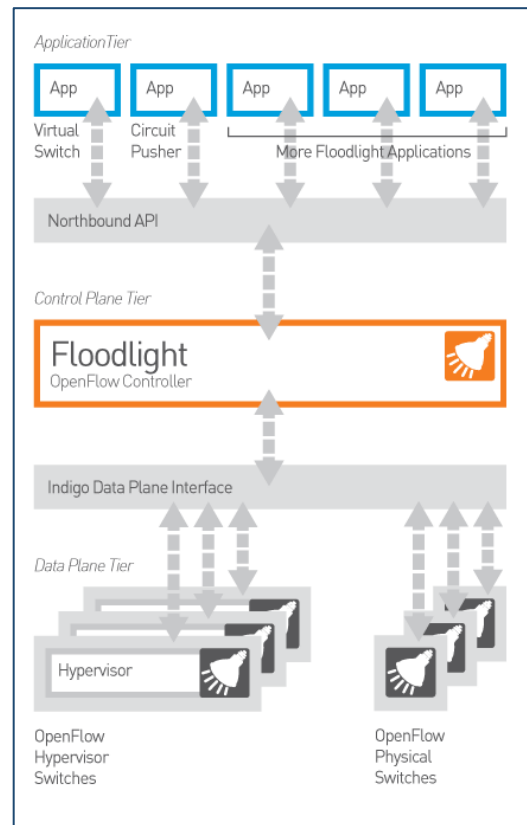 ApplicationTier
App
App
App
App
App
Virtual
Switch
Circuit
Pusher
More Floodlight Applications
Northbound API
Control Plane Tier
Floodlight
OpenFlow Controller
Indigo Data Plane Interface
Data Plane Tier
Hypervisor
OpenFlow
Hypervisor
Switches
OpenFlow
Physical
Switches